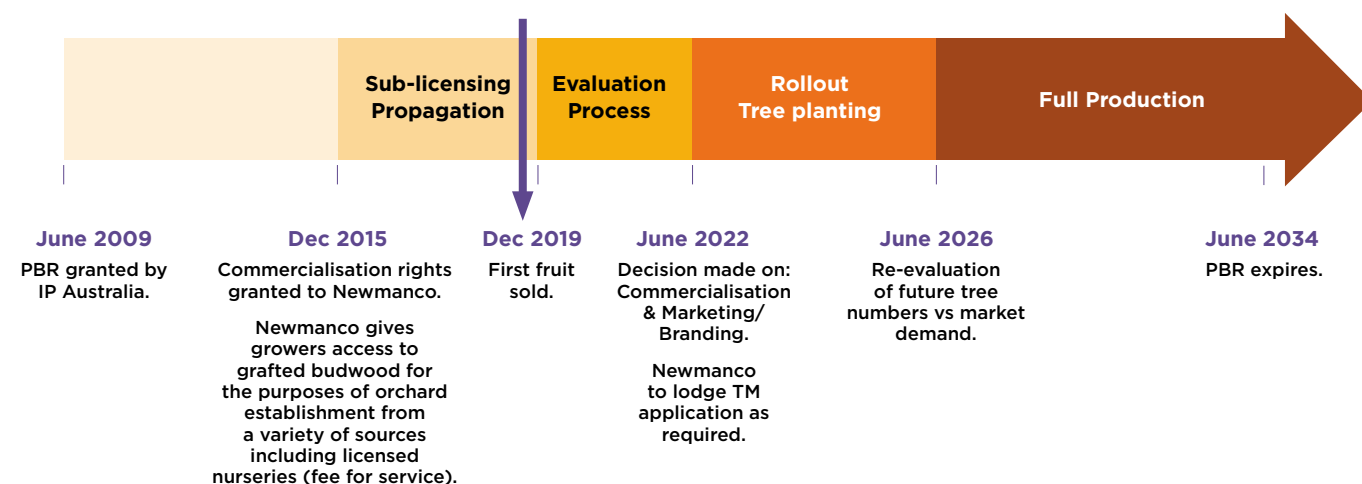 Sub-licensing
Propagation
Evaluation
Process
Rollout
Tree planting
Full Production
June 2009
PBR granted by
IP Australia.
Dec 2015
Commercialisation rights
granted to Newmanco.
Newmanco gives
growers access to
grafted budwood for
the purposes of orchard
establishment from
a variety of sources
including licensed
nurseries (fee for service).
Dec 2019
First fruit
sold.
June 2022
Decision made on:
Commercialisation
& Marketing/
Branding.
Newmanco
to lodge TM
application as
required.
June 2026
Re-evaluation
of future tree
numbers vs market
demand.
June 2034
PBR expires.